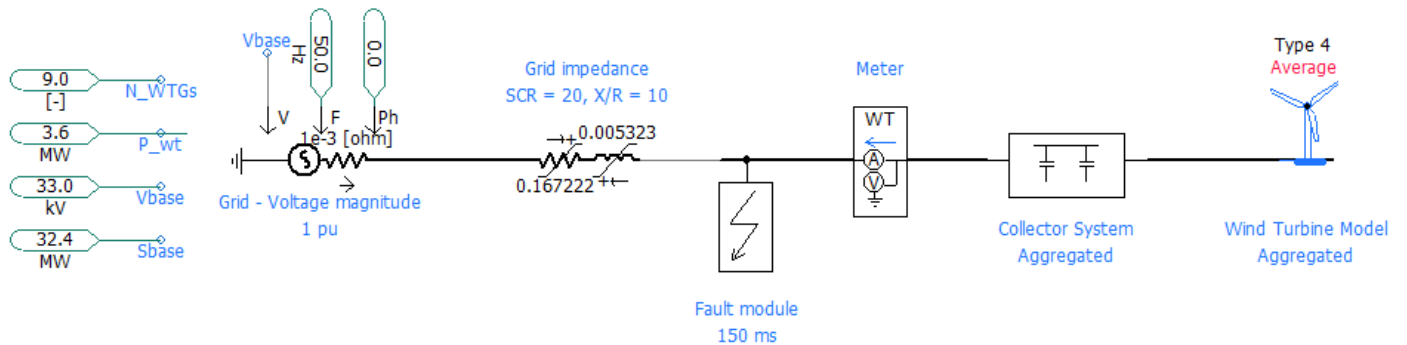 9.0
[-]
N_WTGs
3.6
MW
P_wt
33.0
kV
Vbase
32.4
MW
Sbase
Vbase
50.0
Hz
0.0
V
F
Ph
1e-3 [ohm]
Grid - Voltage magnitude
1 pu
Grid impedance
SCR = 20, X/R = 10
0.005323
0.167222
Fault module
150 ms
Meter
WT
A
V
Collector System
Aggregated
Type 4
Average
Wind Turbine Model
Aggregated